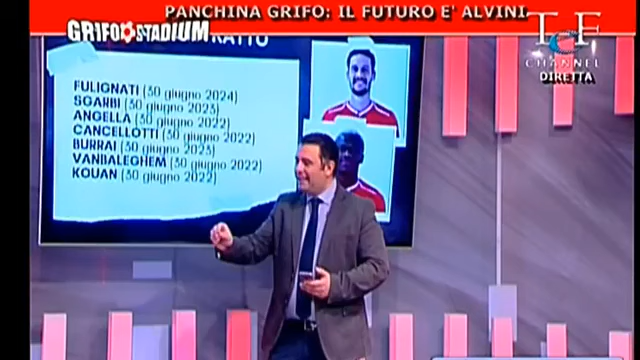 PANCHINA GRIFO: IL FUTURO E' ALVINI
GRIFO STADIUM
TEF
CHANNEL
DIRETTA
FULIGNATI (30 giugno 2024)
SGARBI (30 giugno 2023)
ANGELLA (30 giugno 2022)
CANCELLOTTI (30 giugno 2022)
BURRAI (30 giugno 2023)
VANBALEGHEM (30 giugno 2022)
KOUAN (30 giugno 2022)